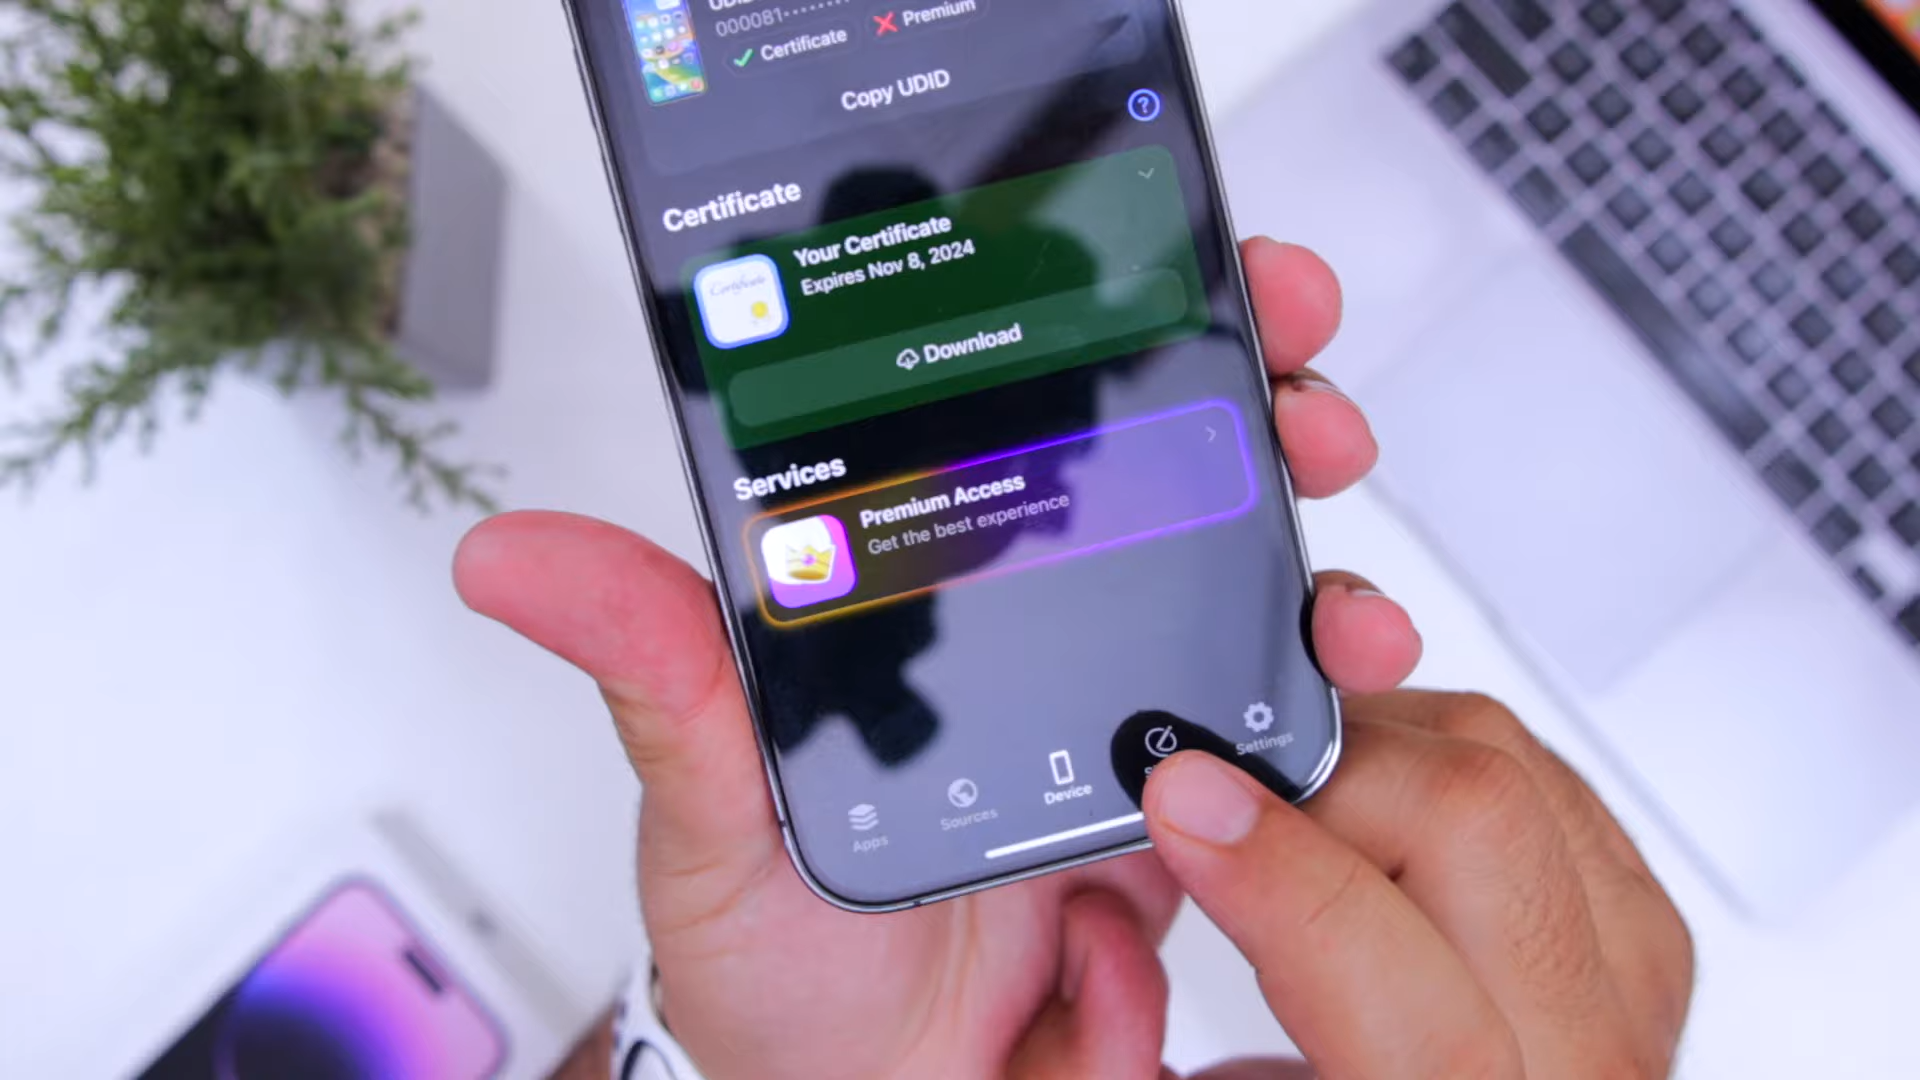 000081········
Certificate
Premium
Copy UDID
?
Certificate
Your Certificate
Expires Nov 8, 2024
Certificate
Download
Services
Premium Access
Get the best experience
Apps
Sources
Device
Settings